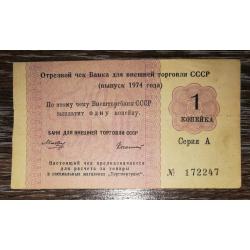 Отрезной чек Банка для внешней торговли СССР
(выпуск 1974 года)
По этому чеку Внешторгбанк СССР
выплатит одну копейку.
БАНК ДЛЯ ВНЕШНЕЙ ТОРГОВЛИ СССР
Настоящий чек предназначается
для расчета за товары
в специальных магазинах "Торгмортранс".
1
КОПЕЙКА
Серия А
№ 172247